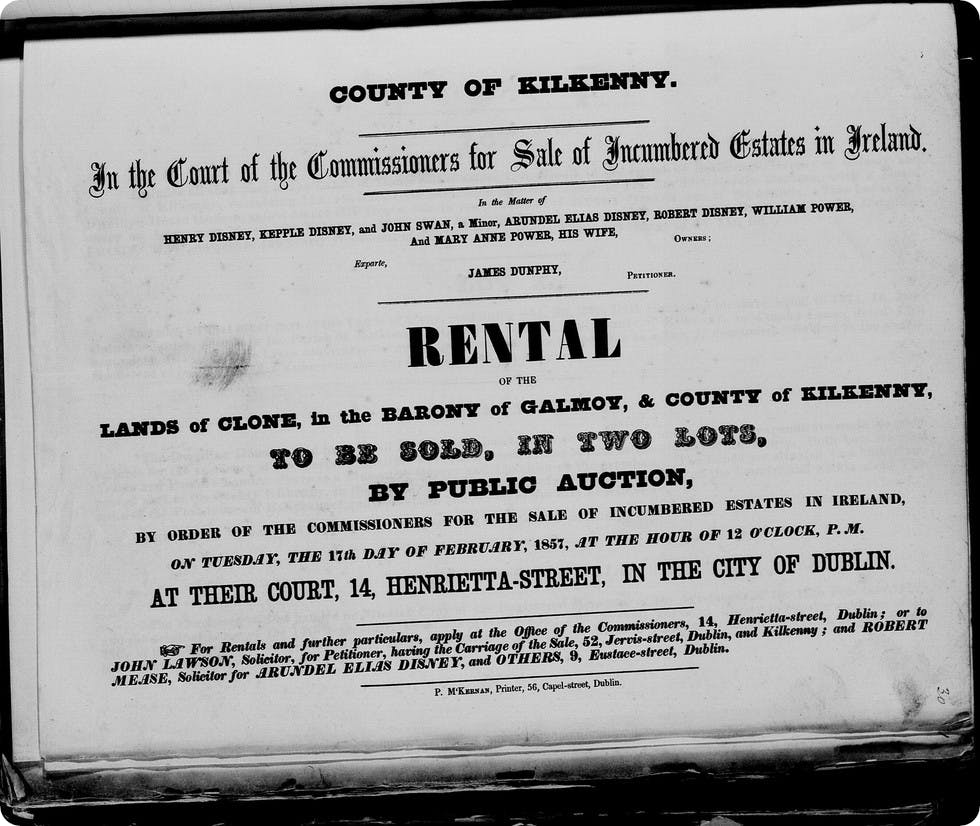 COUNTY OF KILKENNY.
In the Court of the Commissioners for Sale of Incumbered Estates in Ireland.
In the Matter of
HENRY DISNEY, KEPPLE DISNEY, and JOHN SWAN, a Minor, ARUNDEL ELIAS DISNEY, ROBERT DISNEY, WILLIAM POWER,
And MARY ANNE POWER, HIS WIFE, OWNERS;
Exparte,
JAMES DUNPHY, PETITIONER.
RENTAL
OF THE
LANDS of CLONE, in the BARONY of GALMOY, & COUNTY of KILKENNY,
TO BE SOLD, IN TWO LOTS,
BY PUBLIC AUCTION,
BY ORDER OF THE COMMISSIONERS FOR THE SALE OF INCUMBERED ESTATES IN IRELAND,
ON TUESDAY, THE 17th DAY OF FEBRUARY, 1857, AT THE HOUR OF 12 O'CLOCK, P.M.
AT THEIR COURT, 14, HENRIETTA-STREET, IN THE CITY OF DUBLIN.
☞ For Rentals and further particulars, apply at the Office of the Commissioners, 14, Henrietta-street, Dublin; or to
JOHN LAWSON, Solicitor, for Petitioner, having the Carriage of the Sale, 52, Jervis-street, Dublin, and Kilkenny; and ROBERT
MEASE, Solicitor for ARUNDEL ELIAS DISNEY, and OTHERS, 9, Eustace-street, Dublin.
P. M'KERNAN, Printer, 56, Capel-street, Dublin.
30